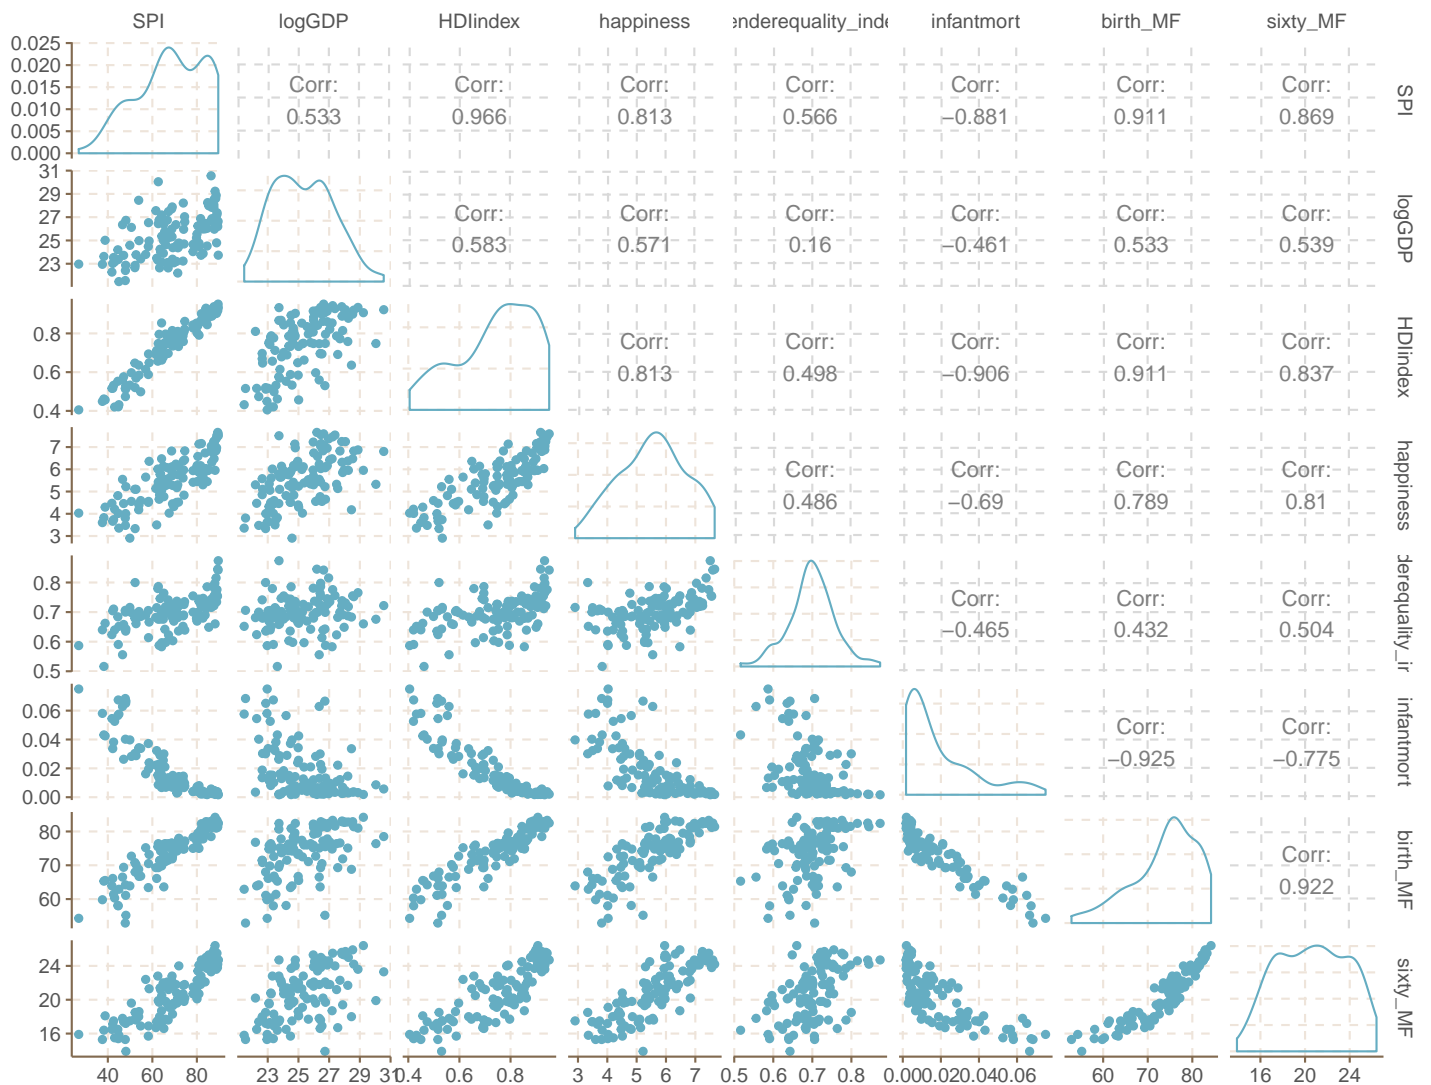 SPI logGDP HDIindex happiness enderequality_inde infantmort birth_MF sixty_MF
0.025
0.020
0.015
0.010
0.005
0.000
Corr: Corr: Corr: Corr: Corr: Corr: Corr:
0.533 0.966 0.813 0.566 −0.881 0.911 0.869
SPI
31
29
27
25
23
Corr: Corr: Corr: Corr: Corr: Corr:
0.583 0.571 0.16 −0.461 0.533 0.539
logGDP
0.8
0.6
0.4
Corr: Corr: Corr: Corr: Corr:
0.813 0.498 −0.906 0.911 0.837
HDIindex
7
6
5
4
3
Corr: Corr: Corr: Corr:
0.486 −0.69 0.789 0.81
happiness
0.8
0.7
0.6
0.5
Corr: Corr: Corr:
−0.465 0.432 0.504
derequality_ir
0.06
0.04
0.02
0.00
Corr: Corr:
−0.925 −0.775
infantmort
80
70
60
Corr:
0.922
birth_MF
24
20
16
sixty_MF
40 60 80 23 25 27 29 31 0.4 0.6 0.8 3 4 5 6 7 0.5 0.6 0.7 0.8 0.00 0.02 0.04 0.06 60 70 80 16 20 24